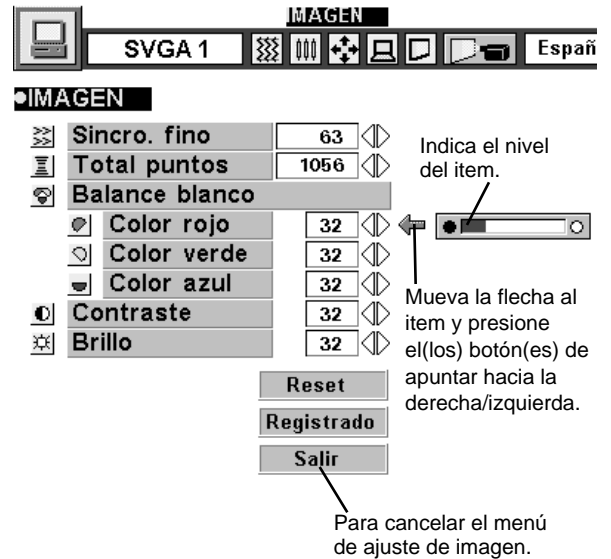 IMAGEN
SVGA 1
Españ
●IMAGEN
Sincro. fino 63
Total puntos 1056
Balance blanco
Color rojo 32
Color verde 32
Color azul 32
Contraste 32
Brillo 32
Reset
Registrado
Salir
Indica el nivel
del item.
Mueva la flecha al
item y presione
el(los) botón(es) de
apuntar hacia la
derecha/izquierda.
Para cancelar el menú
de ajuste de imagen.